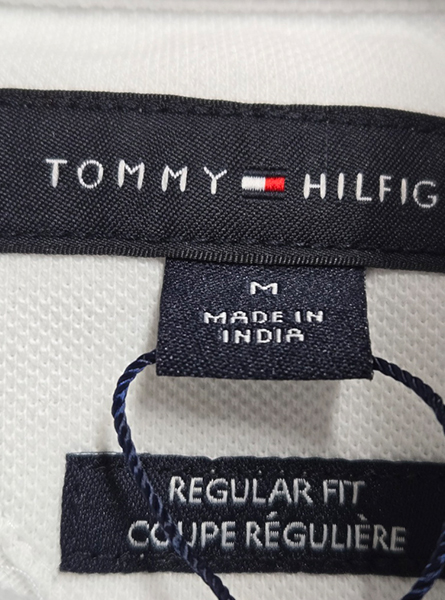 TOMMY HILFIG
M
MADE IN
INDIA
REGULAR FIT
COUPE RÉGULIÈRE